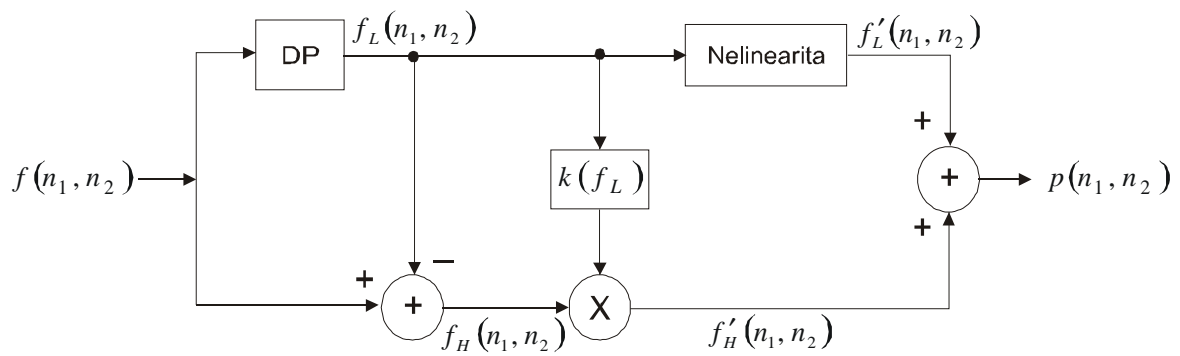 f_L(n_1, n_2)
f_L'(n_1, n_2)
DP
Nelinearita
+
f(n_1, n_2)
k(f_L)
+
p(n_1, n_2)
+
+
−
+
X
f_H(n_1, n_2)
f_H'(n_1, n_2)